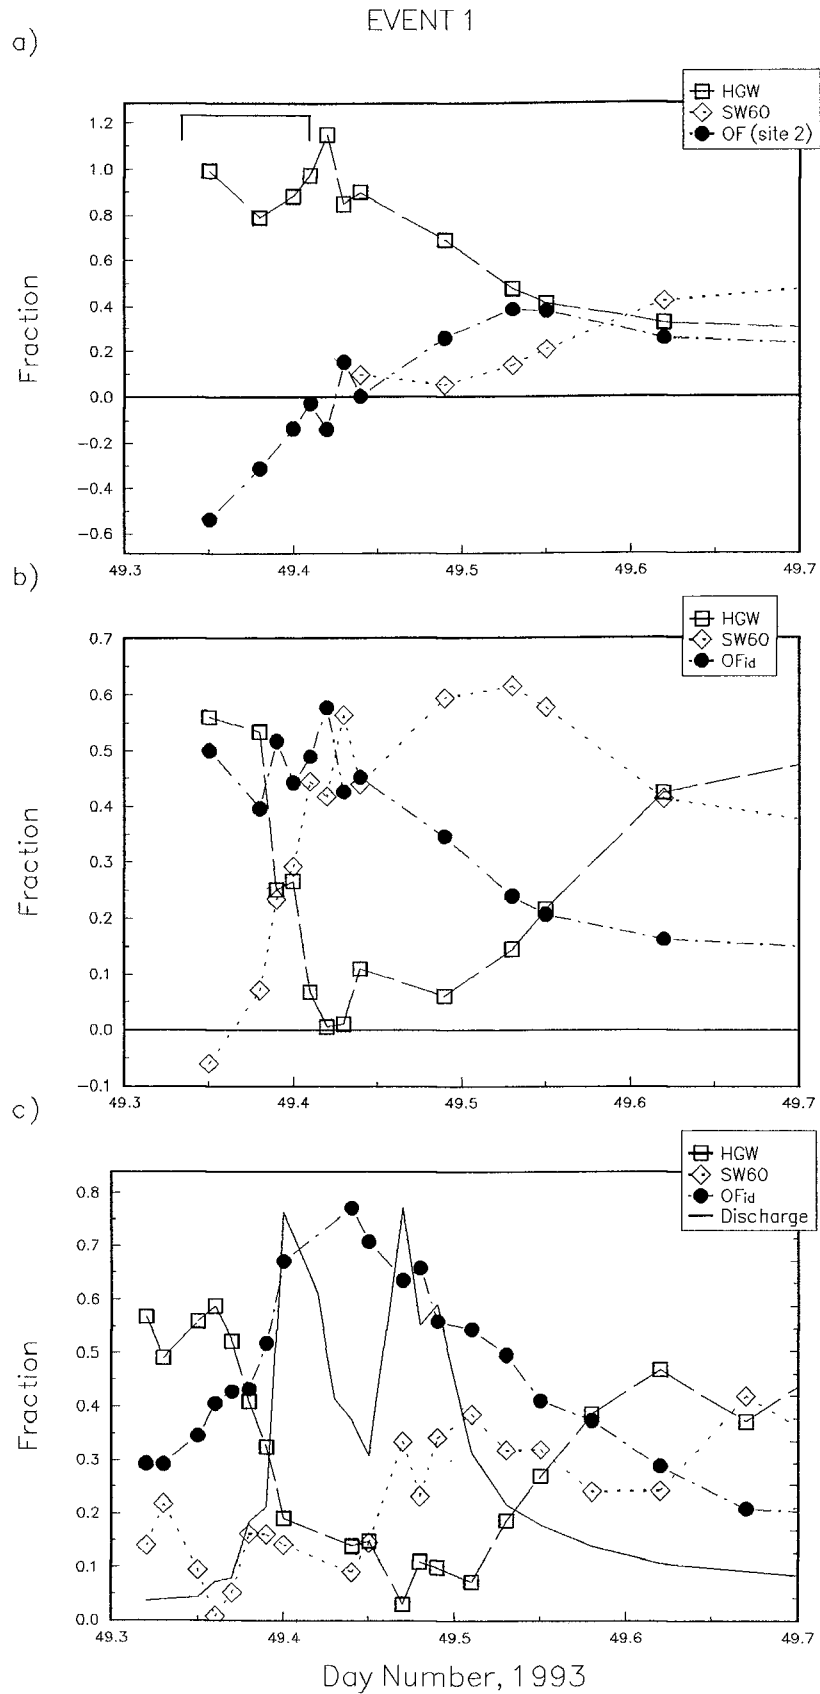 EVENT 1
a)
HGW
SW60
OF (site 2)
1.2
1.0
0.8
0.6
0.4
0.2
0.0
−0.2
−0.4
−0.6
Fraction
49.3 49.4 49.5 49.6 49.7
b)
HGW
SW60
OFid
0.7
0.6
0.5
0.4
0.3
0.2
0.1
0.0
−0.1
Fraction
49.3 49.4 49.5 49.6 49.7
c)
HGW
SW60
OFid
Discharge
0.8
0.7
0.6
0.5
0.4
0.3
0.2
0.1
0.0
Fraction
49.3 49.4 49.5 49.6 49.7
Day Number, 1993